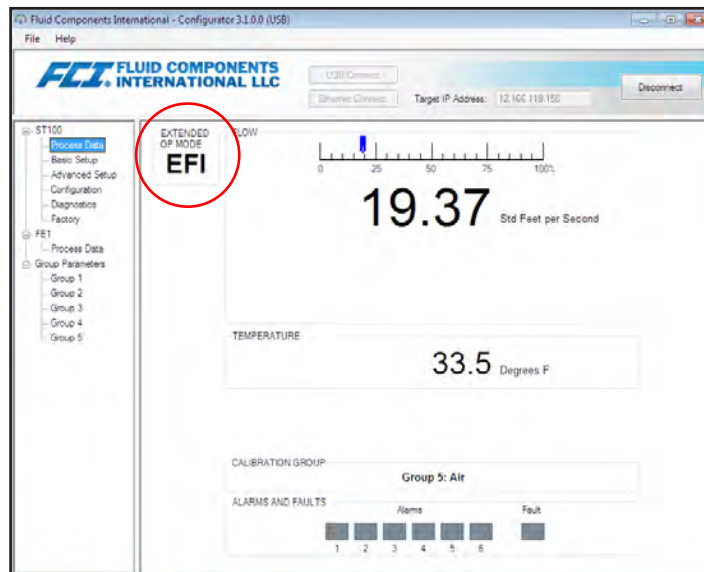 Fluid Components International - Configurator 3.1.0.0 (USB)
File Help
FCI. FLUID COMPONENTS
INTERNATIONAL LLC
USB Connect
Ethernet Connect
Target IP Address: 12.166.119.150
Disconnect
ST100
Process Data
Basic Setup
Advanced Setup
Configuration
Diagnostics
Factory
FE1
Process Data
Group Parameters
Group 1
Group 2
Group 3
Group 4
Group 5
EXTENDED
OP MODE
EFI
FLOW
0 25 50 75 100%
19.37 Std Feet per Second
TEMPERATURE
33.5 Degrees F
CALIBRATION GROUP
Group 5: Air
ALARMS AND FAULTS
Alarms Fault
1 2 3 4 5 6